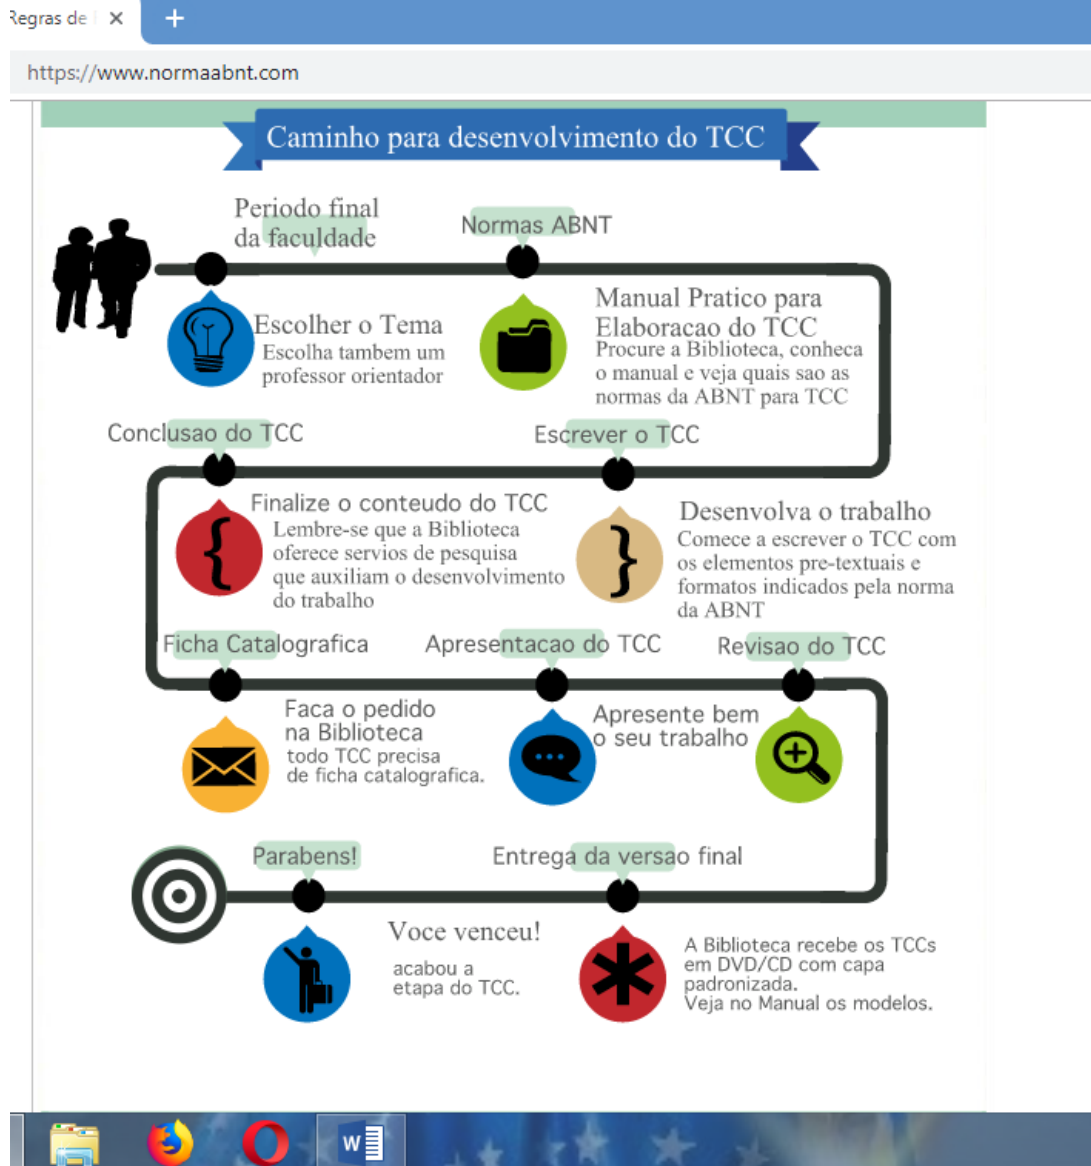 Regras de
https://www.normaabnt.com
Caminho para desenvolvimento do TCC
Periodo final
da faculdade
Normas ABNT
Escolher o Tema
Escolha tambem um
professor orientador
Manual Pratico para
Elaboracao do TCC
Procure a Biblioteca, conheca
o manual e veja quais sao as
normas da ABNT para TCC
Conclusao do TCC
Escrever o TCC
Finalize o conteudo do TCC
Lembre-se que a Biblioteca
oferece servios de pesquisa
que auxiliam o desenvolvimento
do trabalho
Desenvolva o trabalho
Comece a escrever o TCC com
os elementos pre-textuais e
formatos indicados pela norma
da ABNT
Ficha Catalografica
Apresentacao do TCC
Revisao do TCC
Faca o pedido
na Biblioteca
todo TCC precisa
de ficha catalografica.
Apresente bem
o seu trabalho
Parabens!
Entrega da versao final
Voce venceu!
acabou a
etapa do TCC.
A Biblioteca recebe os TCCs
em DVD/CD com capa
padronizada.
Veja no Manual os modelos.